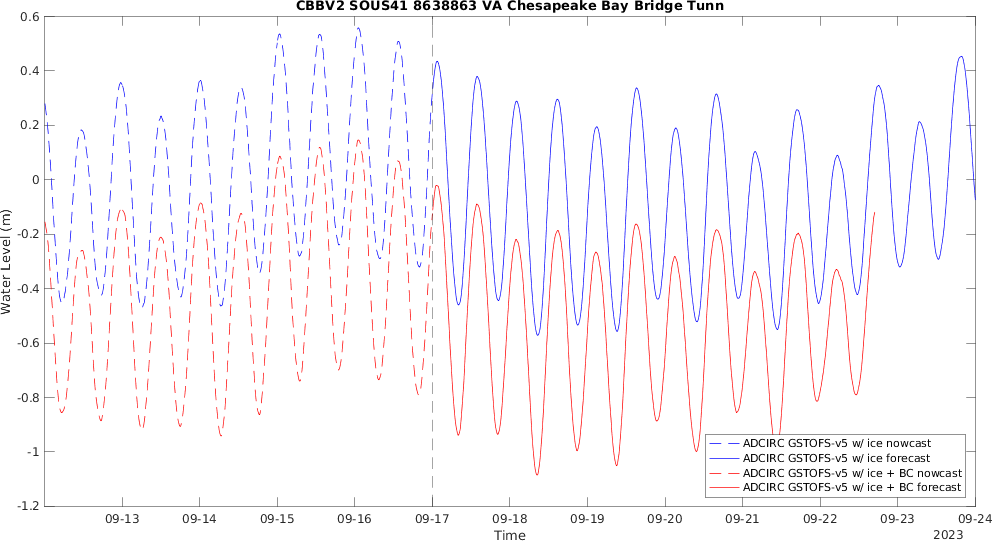 CBBV2 SOUS41 8638863 VA Chesapeake Bay Bridge Tunn
0.6
0.4
0.2
0
-0.2
-0.4
-0.6
-0.8
-1
-1.2
Water Level (m)
09-13 09-14 09-15 09-16 09-17 09-18 09-19 09-20 09-21 09-22 09-23 09-24
Time
2023
ADCIRC GSTOFS-v5 w/ ice nowcast
ADCIRC GSTOFS-v5 w/ ice forecast
ADCIRC GSTOFS-v5 w/ ice + BC nowcast
ADCIRC GSTOFS-v5 w/ ice + BC forecast